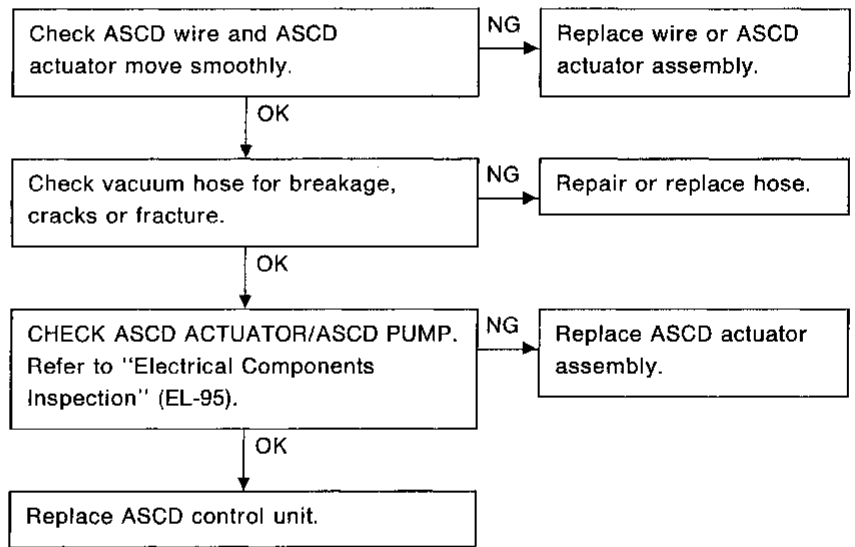 Check ASCD wire and ASCD
actuator move smoothly.
NG
Replace wire or ASCD
actuator assembly.
OK
Check vacuum hose for breakage,
cracks or fracture.
NG
Repair or replace hose.
OK
CHECK ASCD ACTUATOR/ASCD PUMP.
Refer to "Electrical Components
Inspection" (EL-95).
NG
Replace ASCD actuator
assembly.
OK
Replace ASCD control unit.